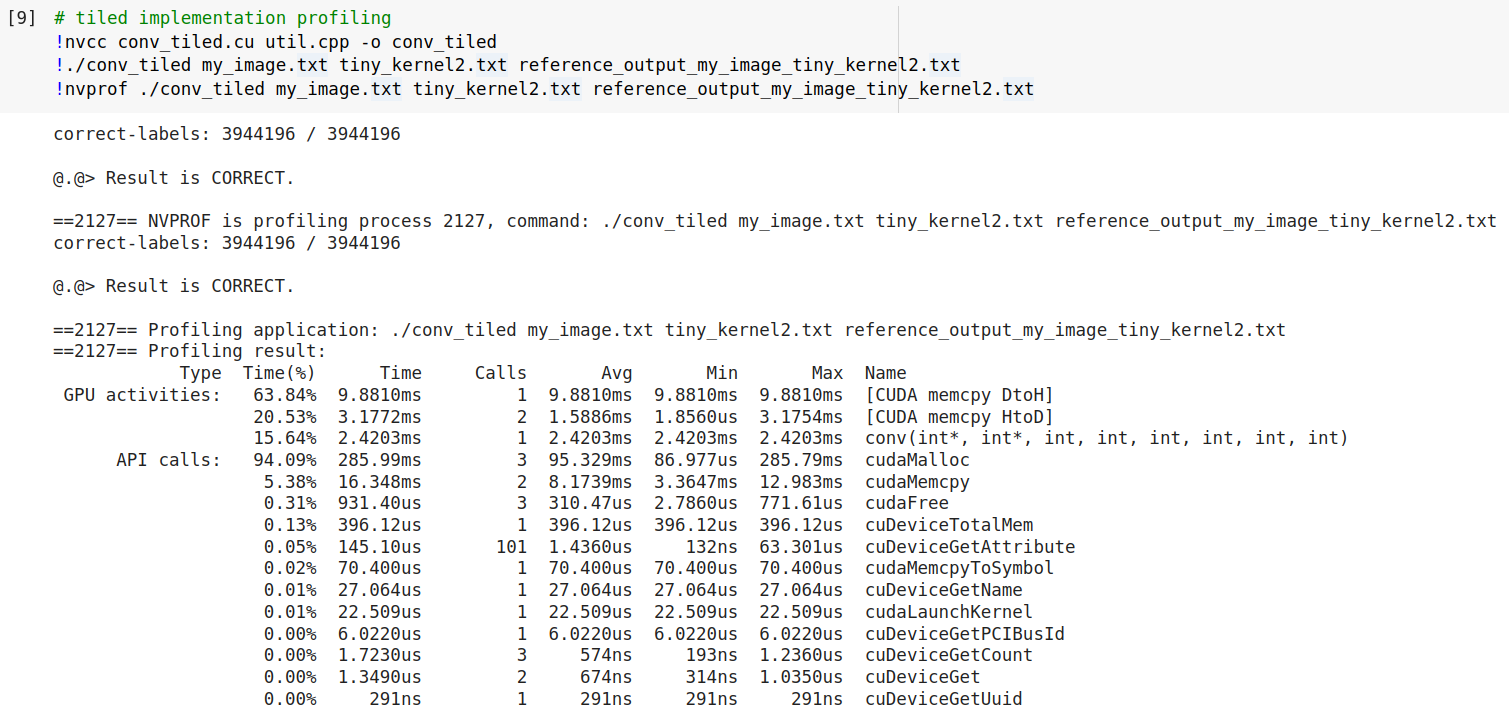 [9] # tiled implementation profiling
!nvcc conv_tiled.cu util.cpp -o conv_tiled
!./conv_tiled my_image.txt tiny_kernel2.txt reference_output_my_image_tiny_kernel2.txt
!nvprof ./conv_tiled my_image.txt tiny_kernel2.txt reference_output_my_image_tiny_kernel2.txt
correct-labels: 3944196 / 3944196
@.@> Result is CORRECT.
==2127== NVPROF is profiling process 2127, command: ./conv_tiled my_image.txt tiny_kernel2.txt reference_output_my_image_tiny_kernel2.txt
correct-labels: 3944196 / 3944196
@.@> Result is CORRECT.
==2127== Profiling application: ./conv_tiled my_image.txt tiny_kernel2.txt reference_output_my_image_tiny_kernel2.txt
==2127== Profiling result:
Type Time(%) Time Calls Avg Min Max Name
GPU activities: 63.84% 9.8810ms 1 9.8810ms 9.8810ms 9.8810ms [CUDA memcpy DtoH]
20.53% 3.1772ms 2 1.5886ms 1.8560us 3.1754ms [CUDA memcpy HtoD]
15.64% 2.4203ms 1 2.4203ms 2.4203ms 2.4203ms conv(int*, int*, int, int, int, int, int, int)
API calls: 94.09% 285.99ms 3 95.329ms 86.977us 285.79ms cudaMalloc
5.38% 16.348ms 2 8.1739ms 3.3647ms 12.983ms cudaMemcpy
0.31% 931.40us 3 310.47us 2.7860us 771.61us cudaFree
0.13% 396.12us 1 396.12us 396.12us 396.12us cuDeviceTotalMem
0.05% 145.10us 101 1.4360us 132ns 63.301us cuDeviceGetAttribute
0.02% 70.400us 1 70.400us 70.400us 70.400us cudaMemcpyToSymbol
0.01% 27.064us 1 27.064us 27.064us 27.064us cuDeviceGetName
0.01% 22.509us 1 22.509us 22.509us 22.509us cudaLaunchKernel
0.00% 6.0220us 1 6.0220us 6.0220us 6.0220us cuDeviceGetPCIBusId
0.00% 1.7230us 3 574ns 193ns 1.2360us cuDeviceGetCount
0.00% 1.3490us 2 674ns 314ns 1.0350us cuDeviceGet
0.00% 291ns 1 291ns 291ns 291ns cuDeviceGetUuid